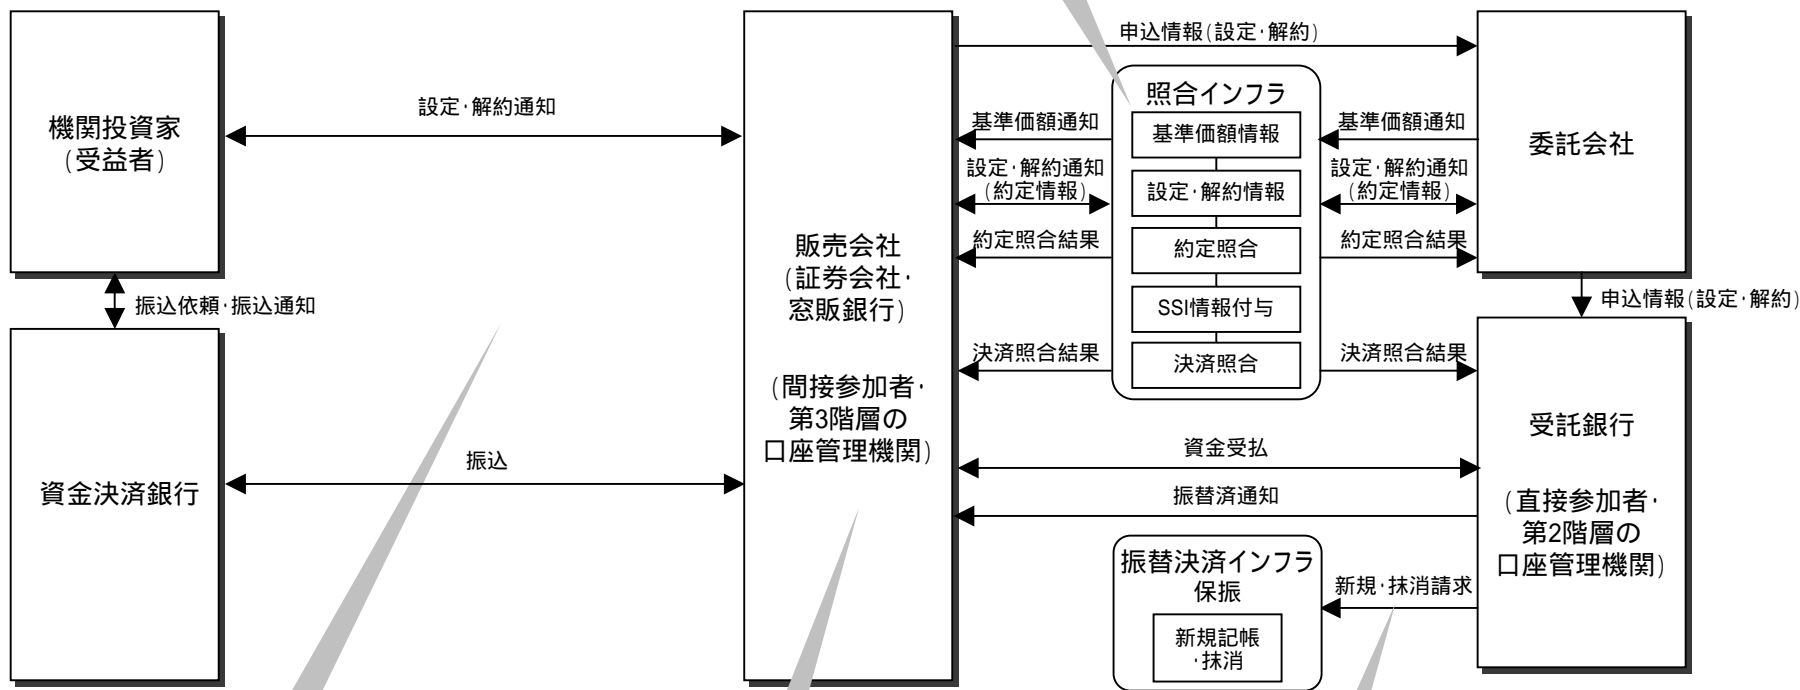 機関投資家
(受益者)
設定･解約通知
振込依頼･振込通知
資金決済銀行
振込
販売会社
(証券会社･
窓販銀行)
(間接参加者･
第3階層の
口座管理機関)
申込情報(設定･解約)
基準価額通知
設定･解約通知
(約定情報)
約定照合結果
決済照合結果
照合インフラ
基準価額情報
設定･解約情報
約定照合
SSI情報付与
決済照合
基準価額通知
設定･解約通知
(約定情報)
約定照合結果
決済照合結果
委託会社
申込情報(設定･解約)
資金受払
振替済通知
振替決済インフラ
保振
新規記帳
･抹消
新規･抹消請求
受託銀行
(直接参加者･
第2階層の
口座管理機関)